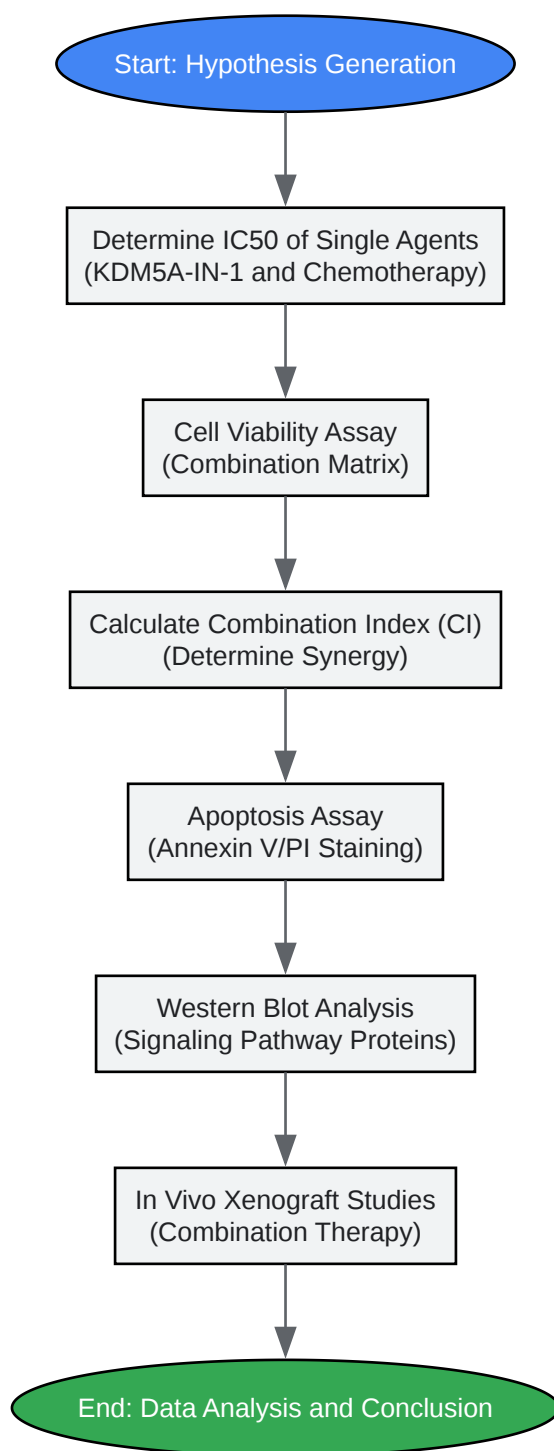 Start: Hypothesis Generation
Determine IC50 of Single Agents
(KDM5A-IN-1 and Chemotherapy)
Cell Viability Assay
(Combination Matrix)
Calculate Combination Index (CI)
(Determine Synergy)
Apoptosis Assay
(Annexin V/PI Staining)
Western Blot Analysis
(Signaling Pathway Proteins)
In Vivo Xenograft Studies
(Combination Therapy)
End: Data Analysis and Conclusion